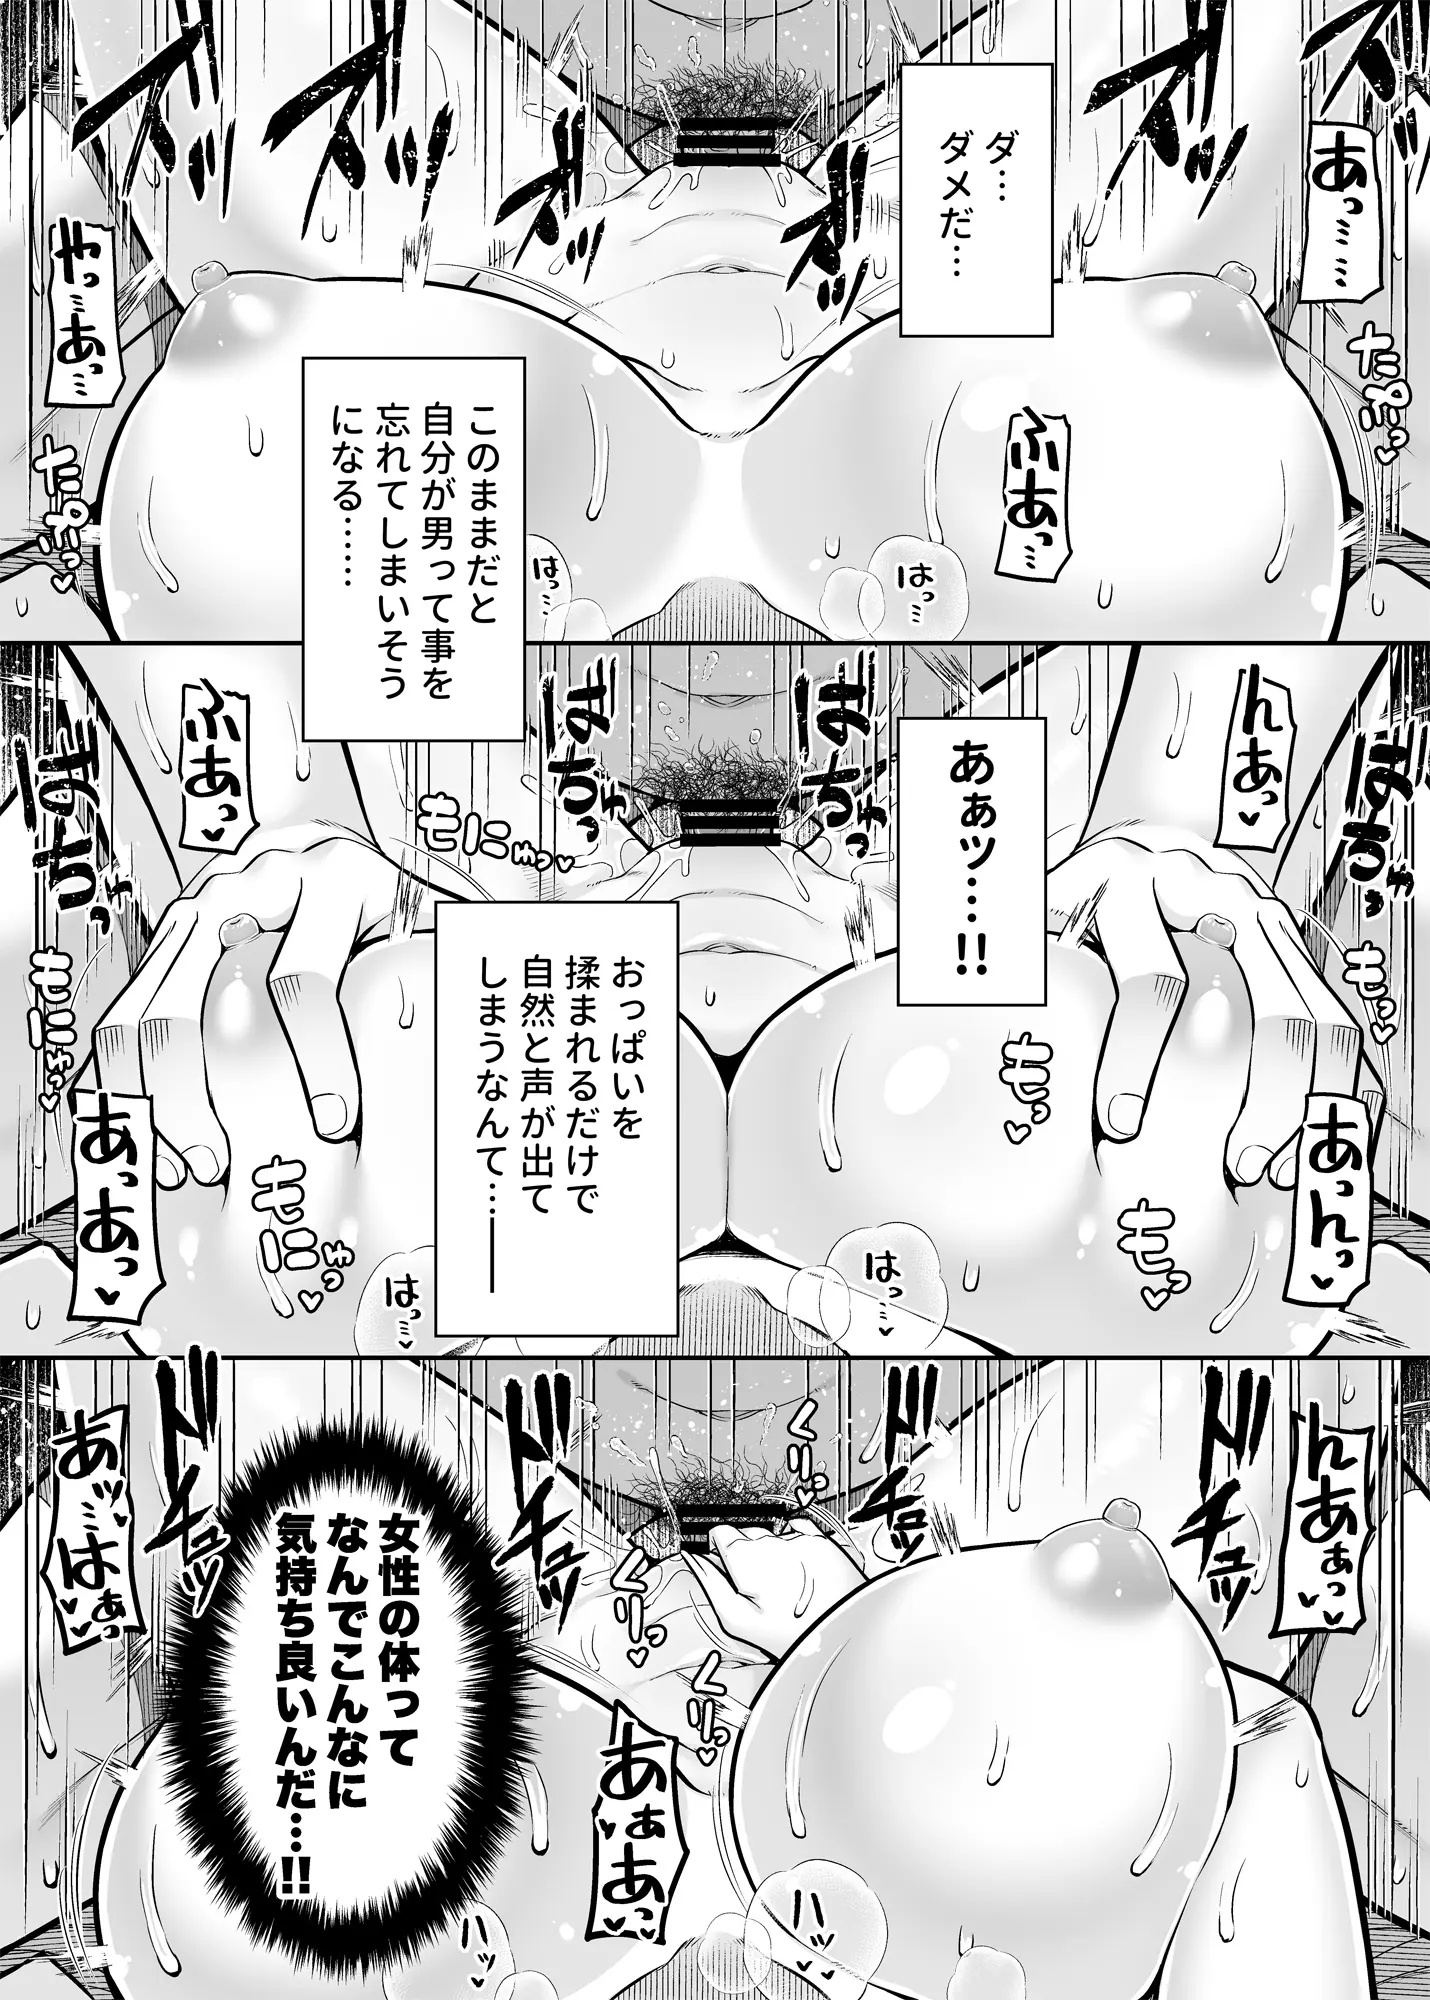 ダ…
ダメだ…
あっ……
ふあっ…
たぷっ
はっ…
このままだと
自分が男って事を
忘れてしまいそう
になる……
はっ…
やっ…あっ…
たぷっ
あぁッ…!!
んあっ
ばちゅっ
ばちゅっ
もにゅっ
もにゅっ
もっ
もっ
あっんっ
はっ…
おっぱいを
揉まれるだけで
自然と声が出て
しまうなんて…――
ふあっ
ばちゅっ
ばちゅっ
もにゅっ
もにゅっ
あっあっ
はっ…
んあぁっ
ドチュッ
ドチュッ
くりっ
くりっ
くりっ
ドチュッ
ドチュッ
あぁあっ
ハッ…
ハッ…
女性の体って
なんでこんなに
気持ち良いんだ…!!
あッ…はぁっ